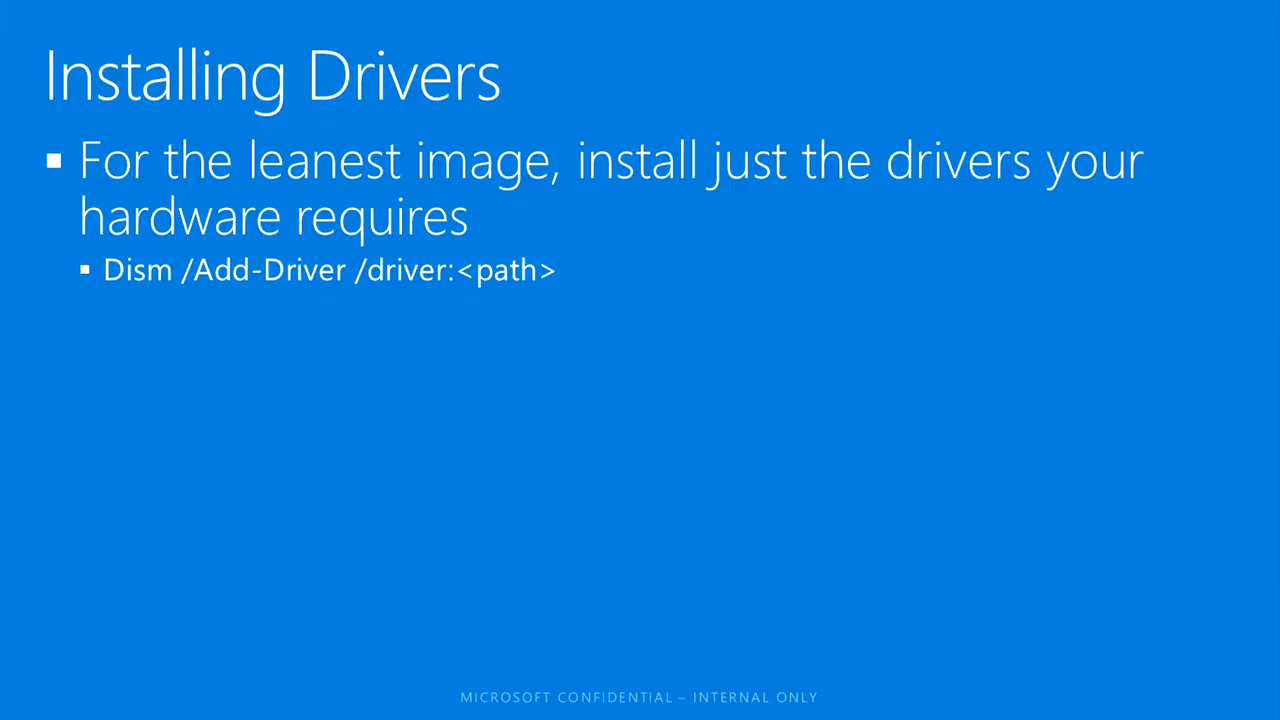 Installing Drivers
▪ For the leanest image, install just the drivers your
hardware requires
▪ Dism /Add-Driver /driver:<path>
MICROSOFT CONFIDENTIAL – INTERNAL ONLY